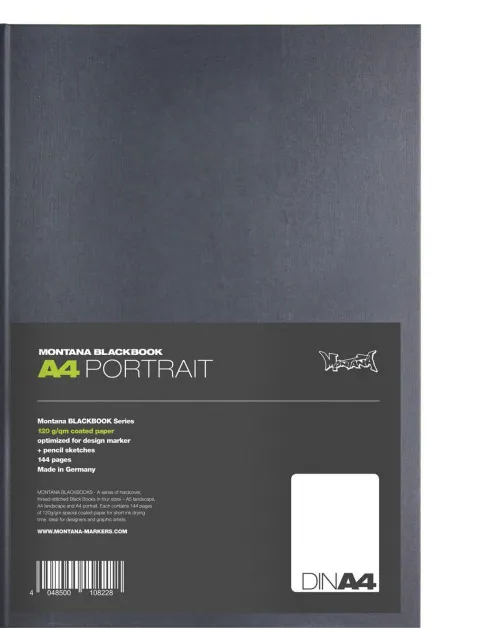 MONTANA BLACKBOOK
A4 PORTRAIT
MONTANA
Montana BLACKBOOK Series
120 g/qm coated paper
optimized for design marker
+ pencil sketches
144 pages
Made in Germany
MONTANA BLACKBOOKS - A series of hardcover,
thread-stitched Black Books in four sizes – A5 landscape,
A4 landscape and A4 portrait. Each contains 144 pages
of 120g/qm special coated paper for short ink drying
time. Ideal for designers and graphic artists.
WWW.MONTANA-MARKERS.COM
DINA4
4 048500 108228